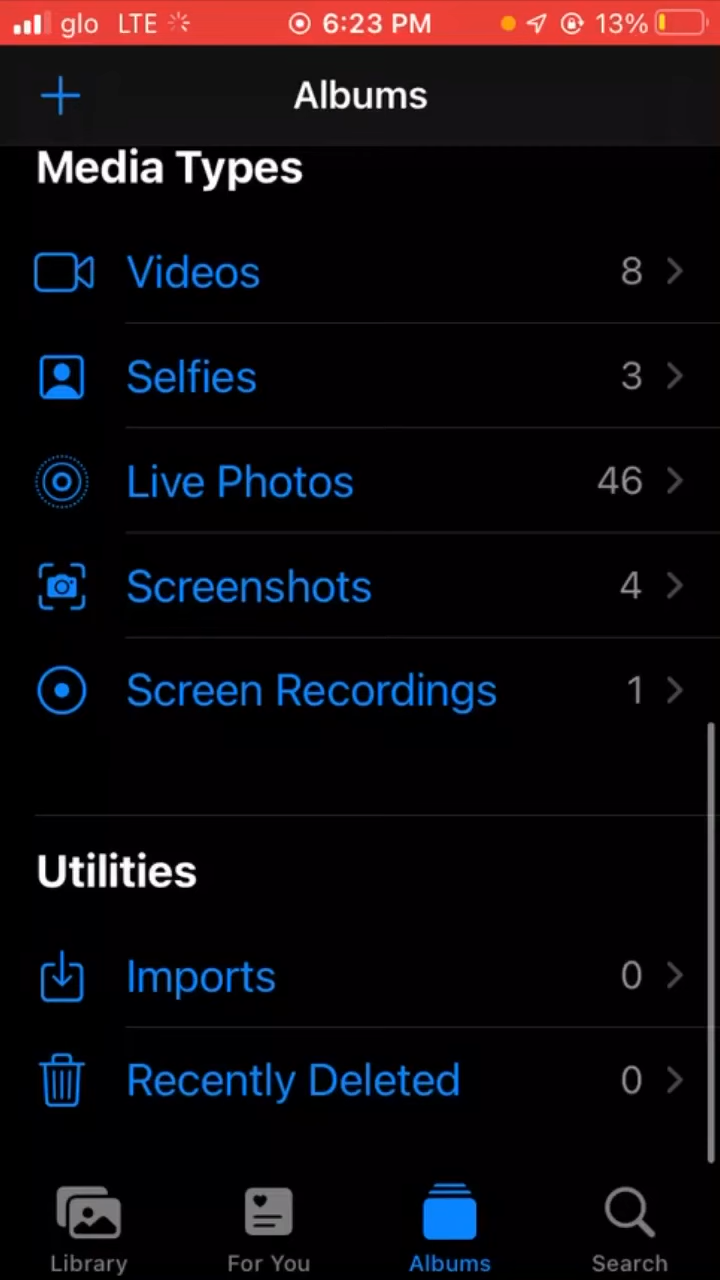 glo LTE 6:23 PM 13%
Albums
Media Types
Videos 8
Selfies 3
Live Photos 46
Screenshots 4
Screen Recordings 1
Utilities
Imports 0
Recently Deleted 0
Library For You Albums Search